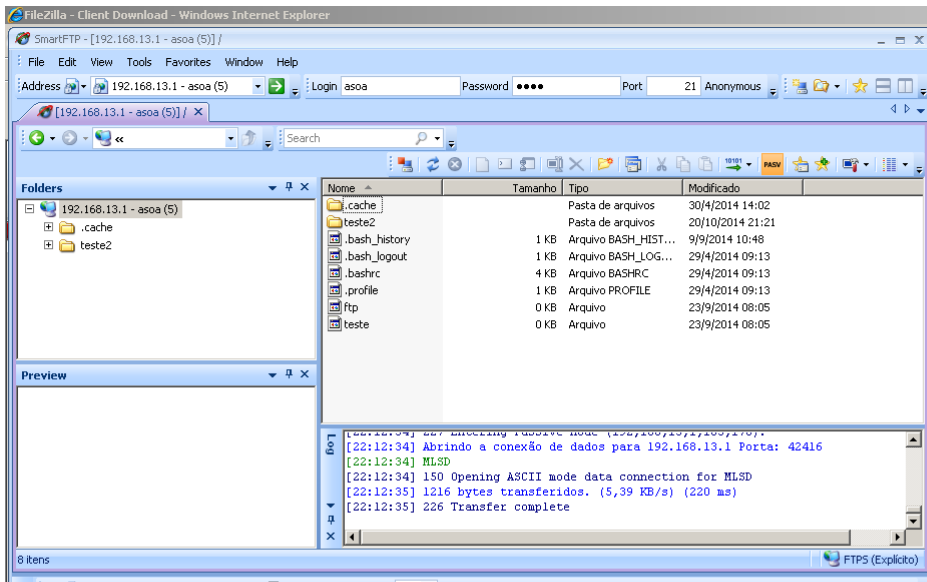 FileZilla - Client Download - Windows Internet Explorer
SmartFTP - [192.168.13.1 - asoa (5)] /
File Edit View Tools Favorites Window Help
Address 192.168.13.1 - asoa (5) Login asoa Password •••• Port 21 Anonymous
[192.168.13.1 - asoa (5)] / X
« Search
10101 PASV
Folders
192.168.13.1 - asoa (5)
.cache
teste2
Nome Tamanho Tipo Modificado
.cache Pasta de arquivos 30/4/2014 14:02
teste2 Pasta de arquivos 20/10/2014 21:21
.bash_history 1 KB Arquivo BASH_HIST... 9/9/2014 10:48
.bash_logout 1 KB Arquivo BASH_LOG... 29/4/2014 09:13
.bashrc 4 KB Arquivo BASHRC 29/4/2014 09:13
.profile 1 KB Arquivo PROFILE 29/4/2014 09:13
ftp 0 KB Arquivo 23/9/2014 08:05
teste 0 KB Arquivo 23/9/2014 08:05
Preview
Log
[22:12:34] 227 Entering Passive Mode
[22:12:34] Abrindo a conexão de dados para 192.168.13.1 Porta: 42416
[22:12:34] MLSD
[22:12:34] 150 Opening ASCII mode data connection for MLSD
[22:12:35] 1216 bytes transferidos. (5,39 KB/s) (220 ms)
[22:12:35] 226 Transfer complete
8 itens
FTPS (Explícito)